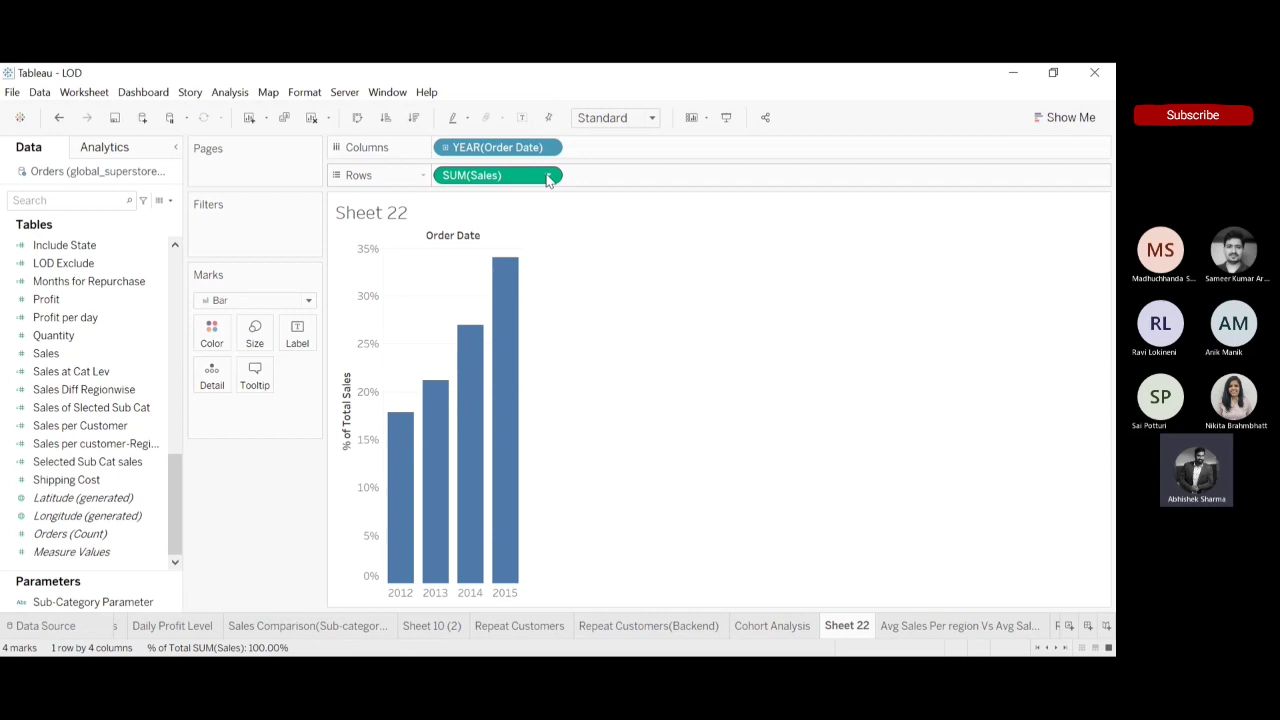 Tableau - LOD
File Data Worksheet Dashboard Story Analysis Map Format Server Window Help
Standard
Show Me
Data
Analytics
Orders (global_superstore...
Search
Tables
Include State
LOD Exclude
Months for Repurchase
Profit
Profit per day
Quantity
Sales
Sales at Cat Lev
Sales Diff Regionwise
Sales of Slected Sub Cat
Sales per Customer
Sales per customer-Regi...
Selected Sub Cat sales
Shipping Cost
Latitude (generated)
Longitude (generated)
Orders (Count)
Measure Values
Parameters
Abc Sub-Category Parameter
Pages
Filters
Marks
Bar
Color
Size
Label
Detail
Tooltip
Columns
YEAR(Order Date)
Rows
SUM(Sales)
Sheet 22
Order Date
% of Total Sales
35%
30%
25%
20%
15%
10%
5%
0%
2012 2013 2014 2015
Data Source
s
Daily Profit Level
Sales Comparison(Sub-categor...
Sheet 10 (2)
Repeat Customers
Repeat Customers(Backend)
Cohort Analysis
Sheet 22
Avg Sales Per region Vs Avg Sal...
4 marks 1 row by 4 columns % of Total SUM(Sales): 100.00%
Subscribe
MS
Madhuchhanda S...
Sameer Kumar Ar...
RL
Ravi Lokineni
AM
Anik Manik
SP
Sai Potturi
Nikita Brahmbhatt
Abhishek Sharma